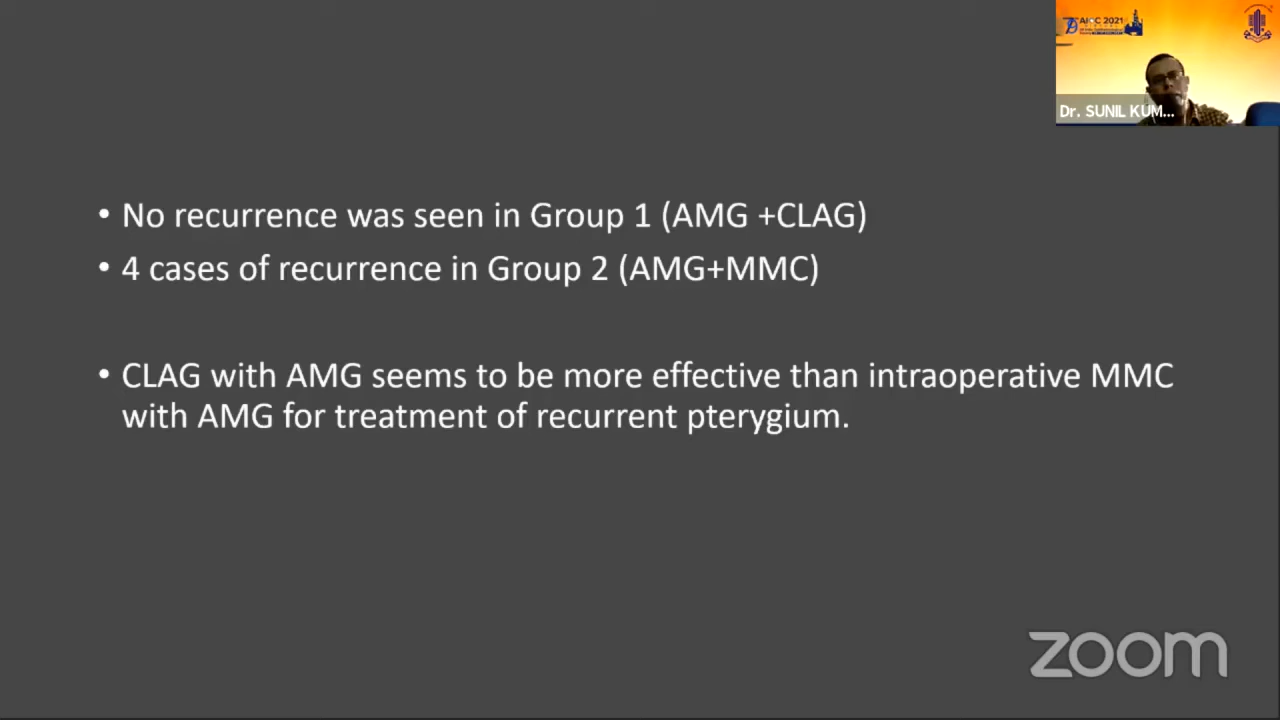 AIOC 2021
Dr. SUNIL KUM...
• No recurrence was seen in Group 1 (AMG +CLAG)
• 4 cases of recurrence in Group 2 (AMG+MMC)
• CLAG with AMG seems to be more effective than intraoperative MMC
with AMG for treatment of recurrent pterygium.
zoom